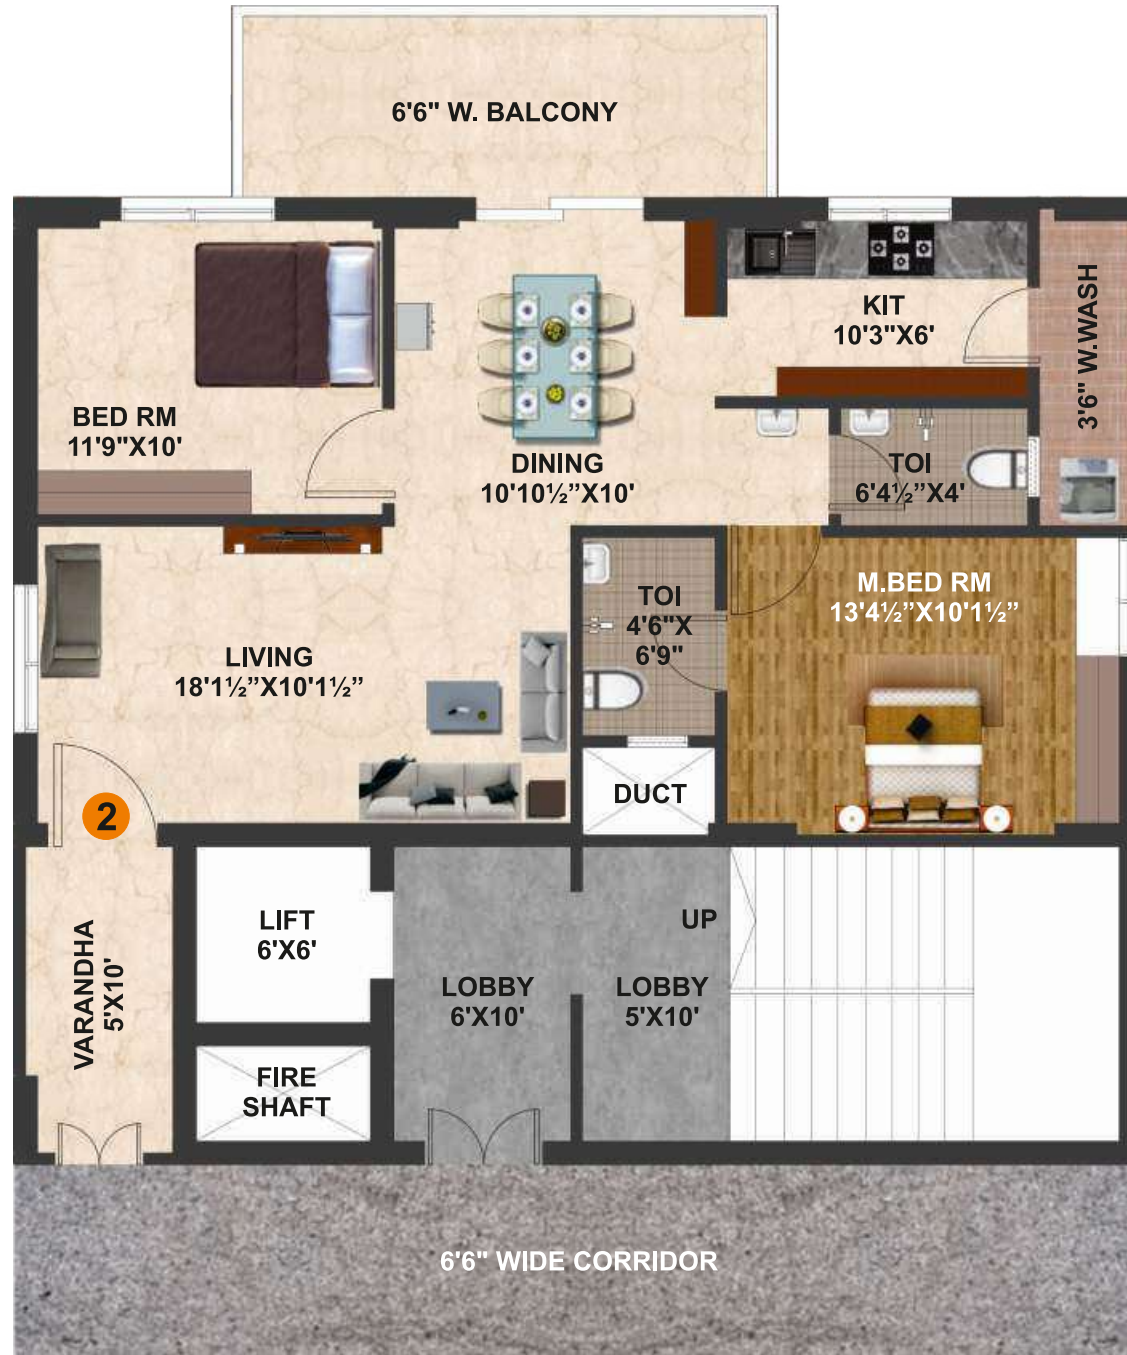 6'6" W. BALCONY
KIT
10'3"X6'
3'6" W.WASH
BED RM
11'9"X10'
DINING
10'10½”X10'
TOI
6'4½”X4'
TOI
4'6"X
6'9"
M.BED RM
13'4½”X10'1½”
LIVING
18'1½”X10'1½”
DUCT
2
LIFT
6'X6'
UP
VARANDHA
5'X10'
LOBBY
6'X10'
LOBBY
5'X10'
FIRE
SHAFT
6'6" WIDE CORRIDOR